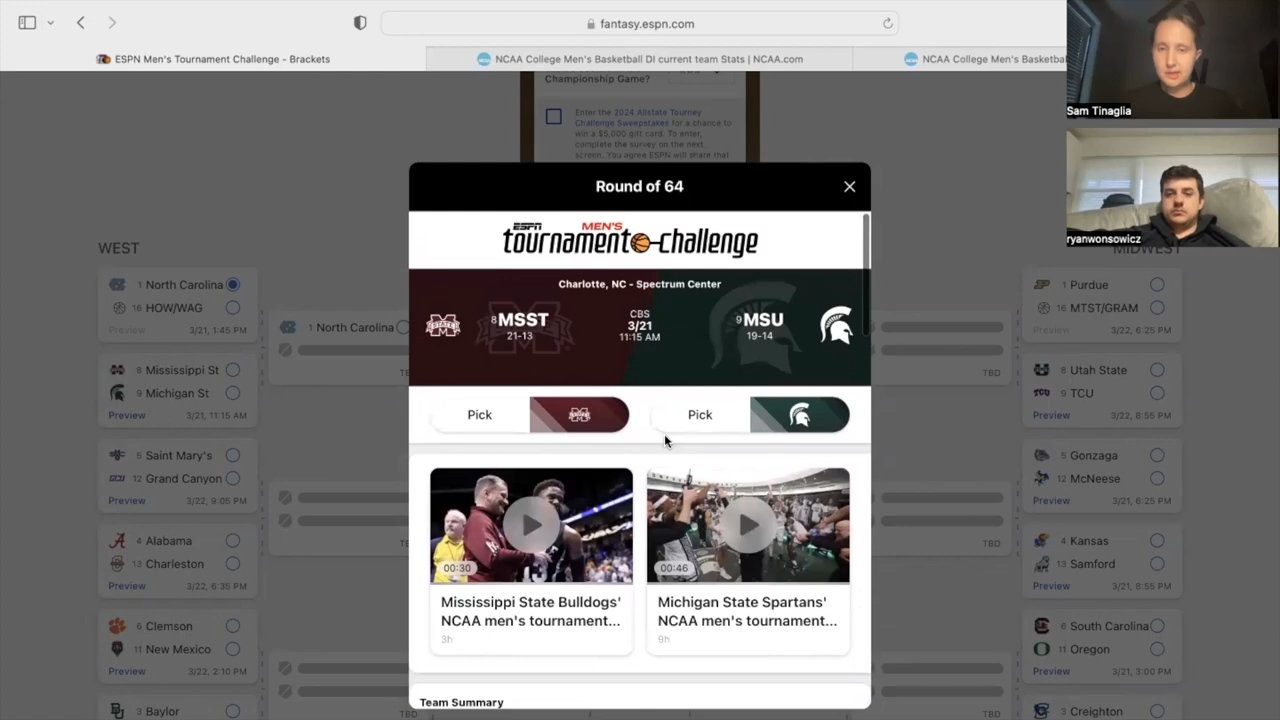 fantasy.espn.com
ESPN Men's Tournament Challenge - Brackets
NCAA College Men's Basketball DI current team Stats | NCAA.com
NCAA College Men's Basketba
Sam Tinaglia
ryanwonsowicz
Championship Game?
Enter the 2024 Allstate Tourney
Challenge Sweepstakes for a chance to
win a $5,000 gift card. To enter,
complete the survey on the next
screen. You agree ESPN will share that
Round of 64
ESPN MEN'S
tournament challenge
Charlotte, NC - Spectrum Center
8 MSST
21-13
CBS
3/21
11:15 AM
9 MSU
19-14
Pick
Pick
00:30
00:46
Mississippi State Bulldogs'
NCAA men's tournament...
3h
Michigan State Spartans'
NCAA men's tournament...
9h
Team Summary
WEST
1 North Carolina
16 HOW/WAG
Preview 3/21, 1:45 PM
1 North Carolina
8 Mississippi St
9 Michigan St
Preview 3/21, 11:15 AM
5 Saint Mary's
12 Grand Canyon
Preview 3/22, 9:05 PM
4 Alabama
13 Charleston
Preview 3/22, 6:35 PM
6 Clemson
11 New Mexico
Preview 3/22, 2:10 PM
3 Baylor
MIDWEST
1 Purdue
16 MTST/GRAM
Preview 3/22, 6:25 PM
TBD
8 Utah State
9 TCU
Preview 3/22, 8:55 PM
5 Gonzaga
12 McNeese
Preview 3/21, 6:25 PM
TBD
4 Kansas
13 Samford
Preview 3/21, 8:55 PM
6 South Carolina
11 Oregon
Preview 3/21, 3:00 PM
3 Creighton
TBD